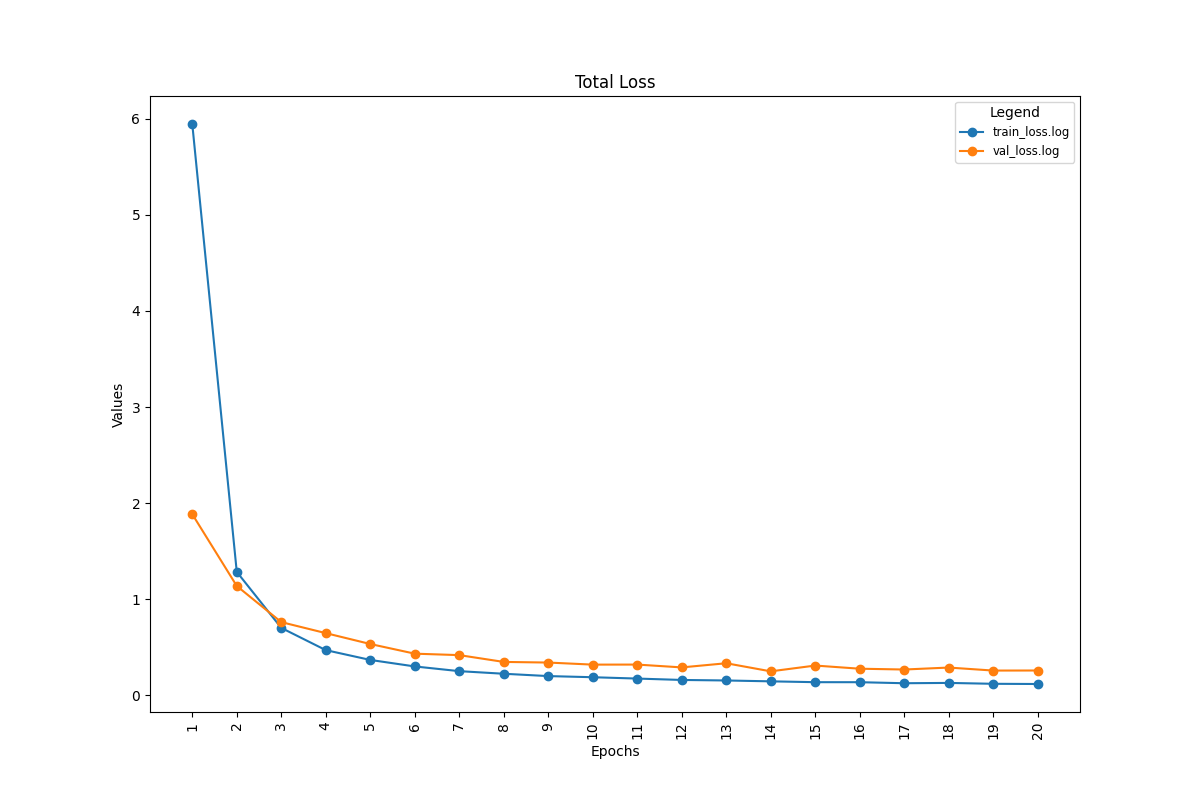 Total Loss
Legend
train_loss.log
val_loss.log
Values
6
5
4
3
2
1
0
1 2 3 4 5 6 7 8 9 10 11 12 13 14 15 16 17 18 19 20
Epochs